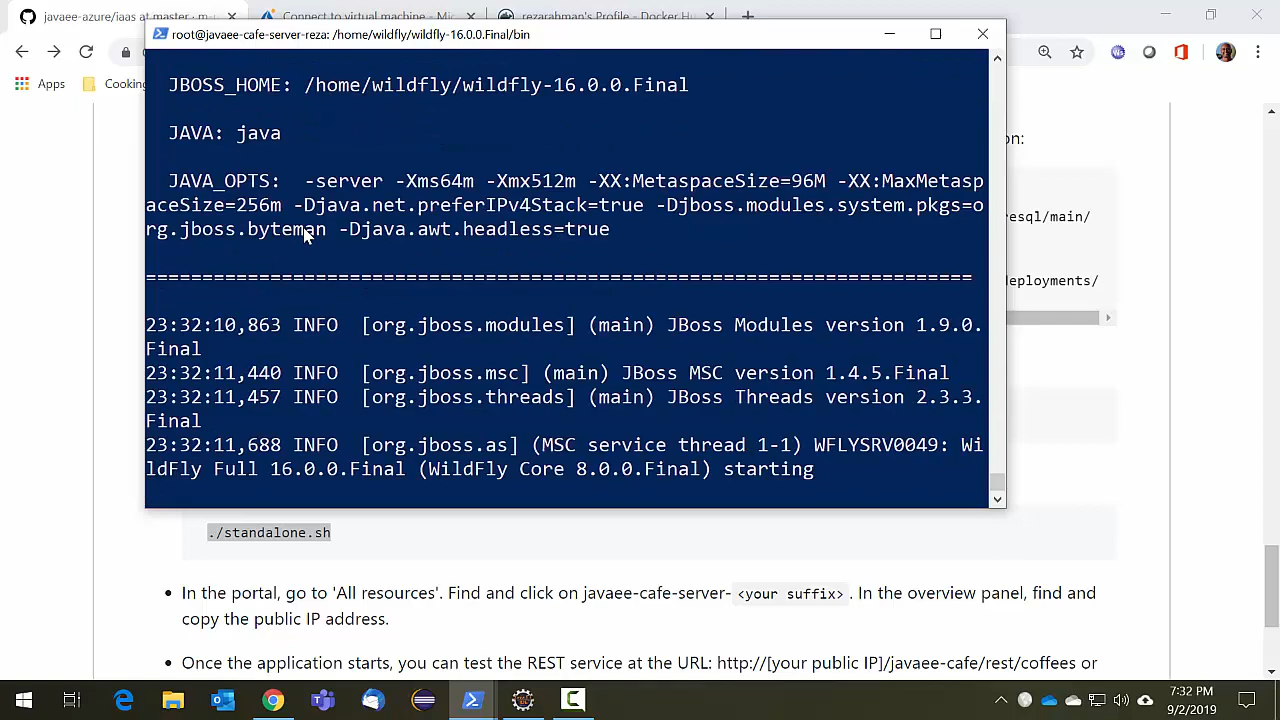 javaee-azure/iaas at master · m-
Connect to virtual machine - Mic
rezarahman's Profile - Docker Hu
root@javaee-cafe-server-reza: /home/wildfly/wildfly-16.0.0.Final/bin
Apps
Cooking
JBOSS_HOME: /home/wildfly/wildfly-16.0.0.Final
JAVA: java
JAVA_OPTS:  -server -Xms64m -Xmx512m -XX:MetaspaceSize=96M -XX:MaxMetasp
aceSize=256m -Djava.net.preferIPv4Stack=true -Djboss.modules.system.pkgs=o
rg.jboss.byteman -Djava.awt.headless=true
=========================================================================
23:32:10,863 INFO  [org.jboss.modules] (main) JBoss Modules version 1.9.0.
Final
23:32:11,440 INFO  [org.jboss.msc] (main) JBoss MSC version 1.4.5.Final
23:32:11,457 INFO  [org.jboss.threads] (main) JBoss Threads version 2.3.3.
Final
23:32:11,688 INFO  [org.jboss.as] (MSC service thread 1-1) WFLYSRV0049: Wi
ldFly Full 16.0.0.Final (WildFly Core 8.0.0.Final) starting
on:
resql/main/
deployments/
./standalone.sh
• In the portal, go to 'All resources'. Find and click on javaee-cafe-server- <your suffix> . In the overview panel, find and
copy the public IP address.
• Once the application starts, you can test the REST service at the URL: http://[your public IP]/javaee-cafe/rest/coffees or
7:32 PM
9/2/2019